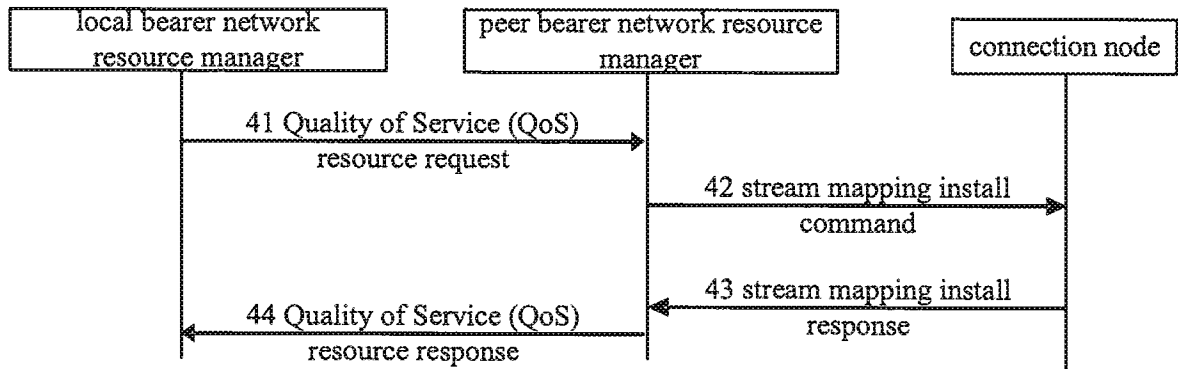 local bearer network
resource manager
peer bearer network resource
manager
connection node
41 Quality of Service (QoS)
resource request
42 stream mapping install
command
43 stream mapping install
response
44 Quality of Service (QoS)
resource response